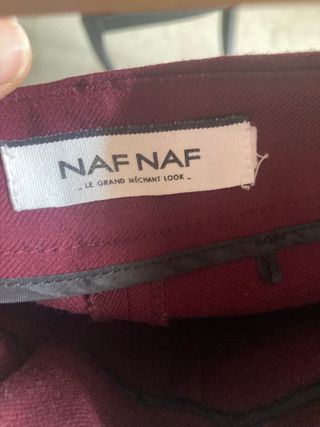 NAF NAF
- LE GRAND MÉCHANT LOOK -